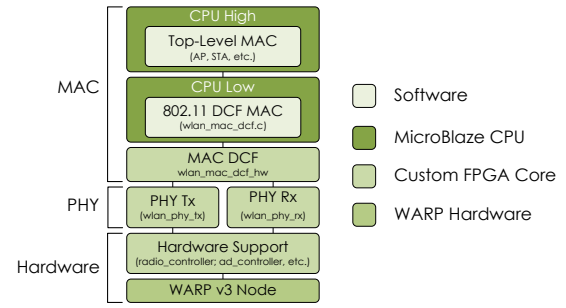 CPU High
Top-Level MAC
(AP, STA, etc.)
MAC
CPU Low
802.11 DCF MAC
(wlan_mac_dcf.c)
MAC DCF
wlan_mac_dcf_hw
PHY
PHY Tx
(wlan_phy_tx)
PHY Rx
(wlan_phy_rx)
Hardware
Hardware Support
(radio_controller; ad_controller, etc.)
WARP v3 Node
Software
MicroBlaze CPU
Custom FPGA Core
WARP Hardware